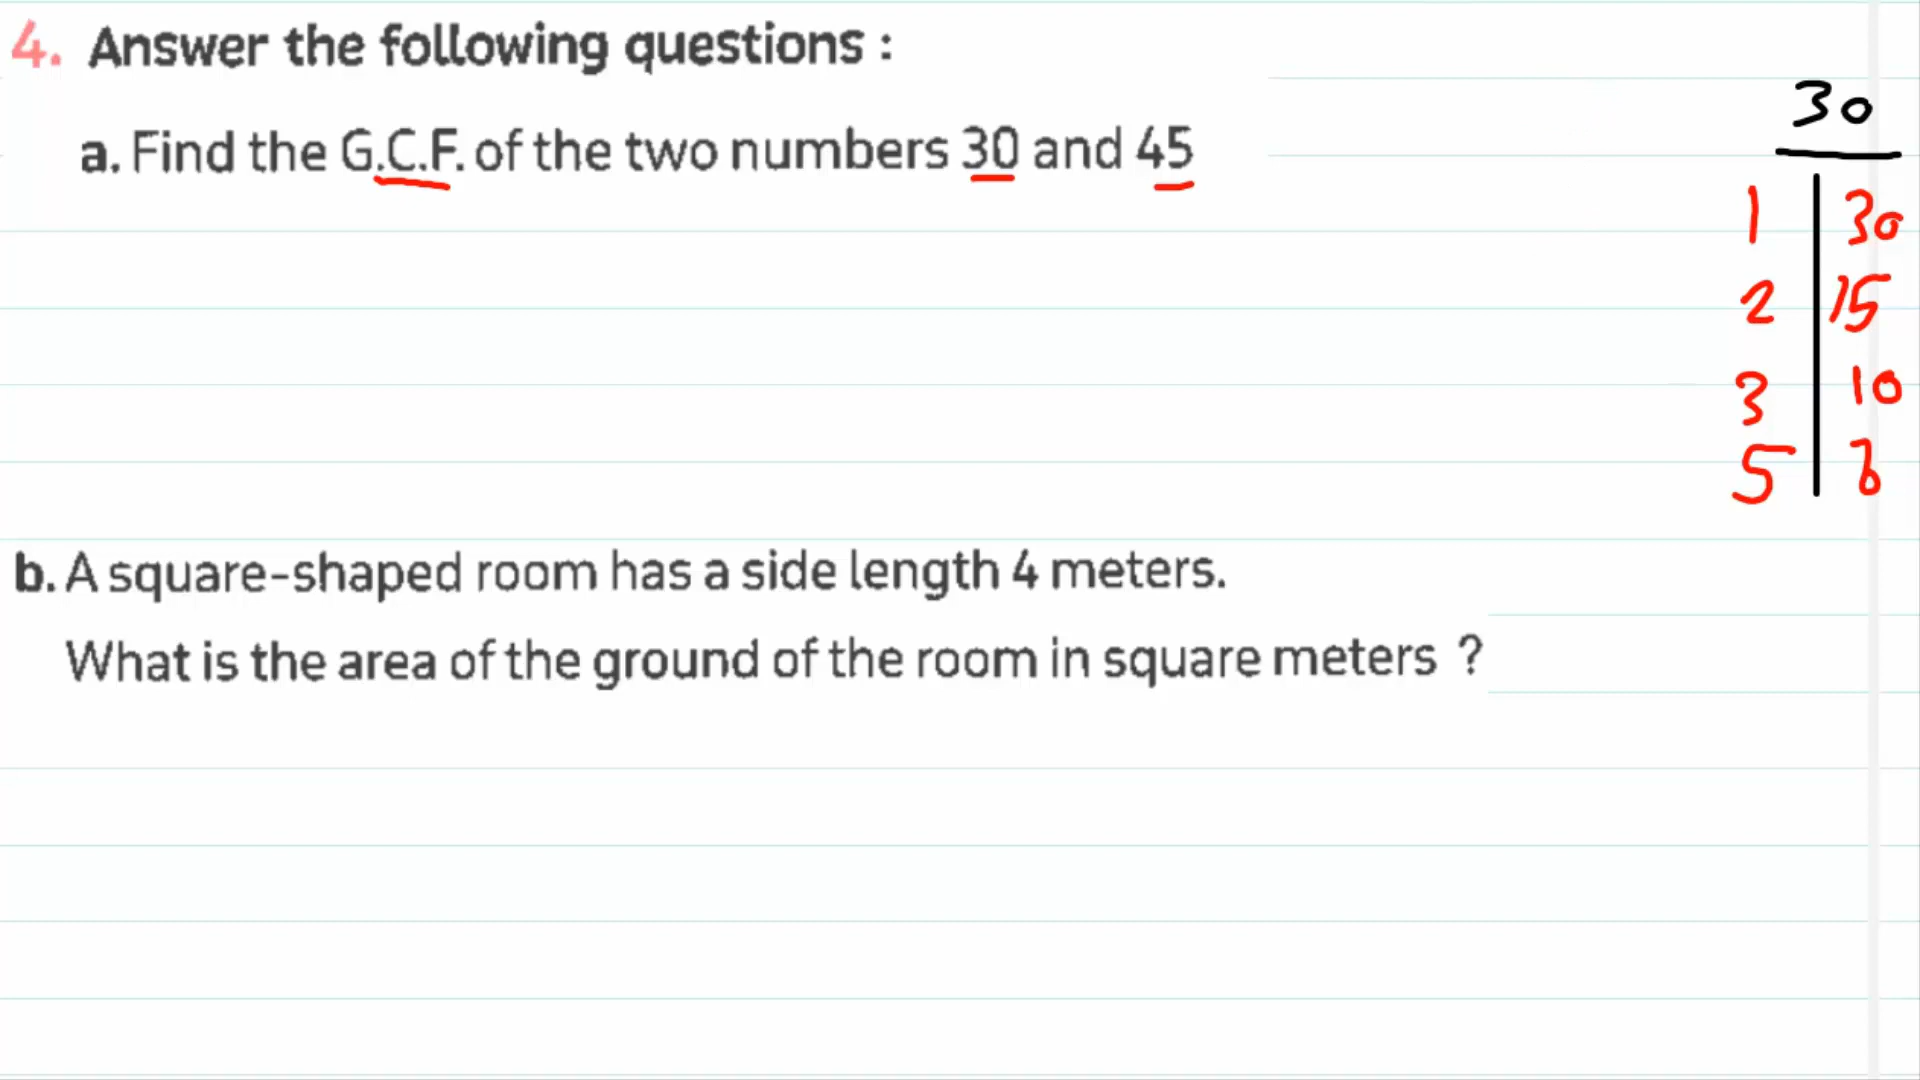 4. Answer the following questions :
a. Find the G.C.F. of the two numbers 30 and 45
30
1 30
2 15
3 10
5 6
b. A square-shaped room has a side length 4 meters.
What is the area of the ground of the room in square meters ?